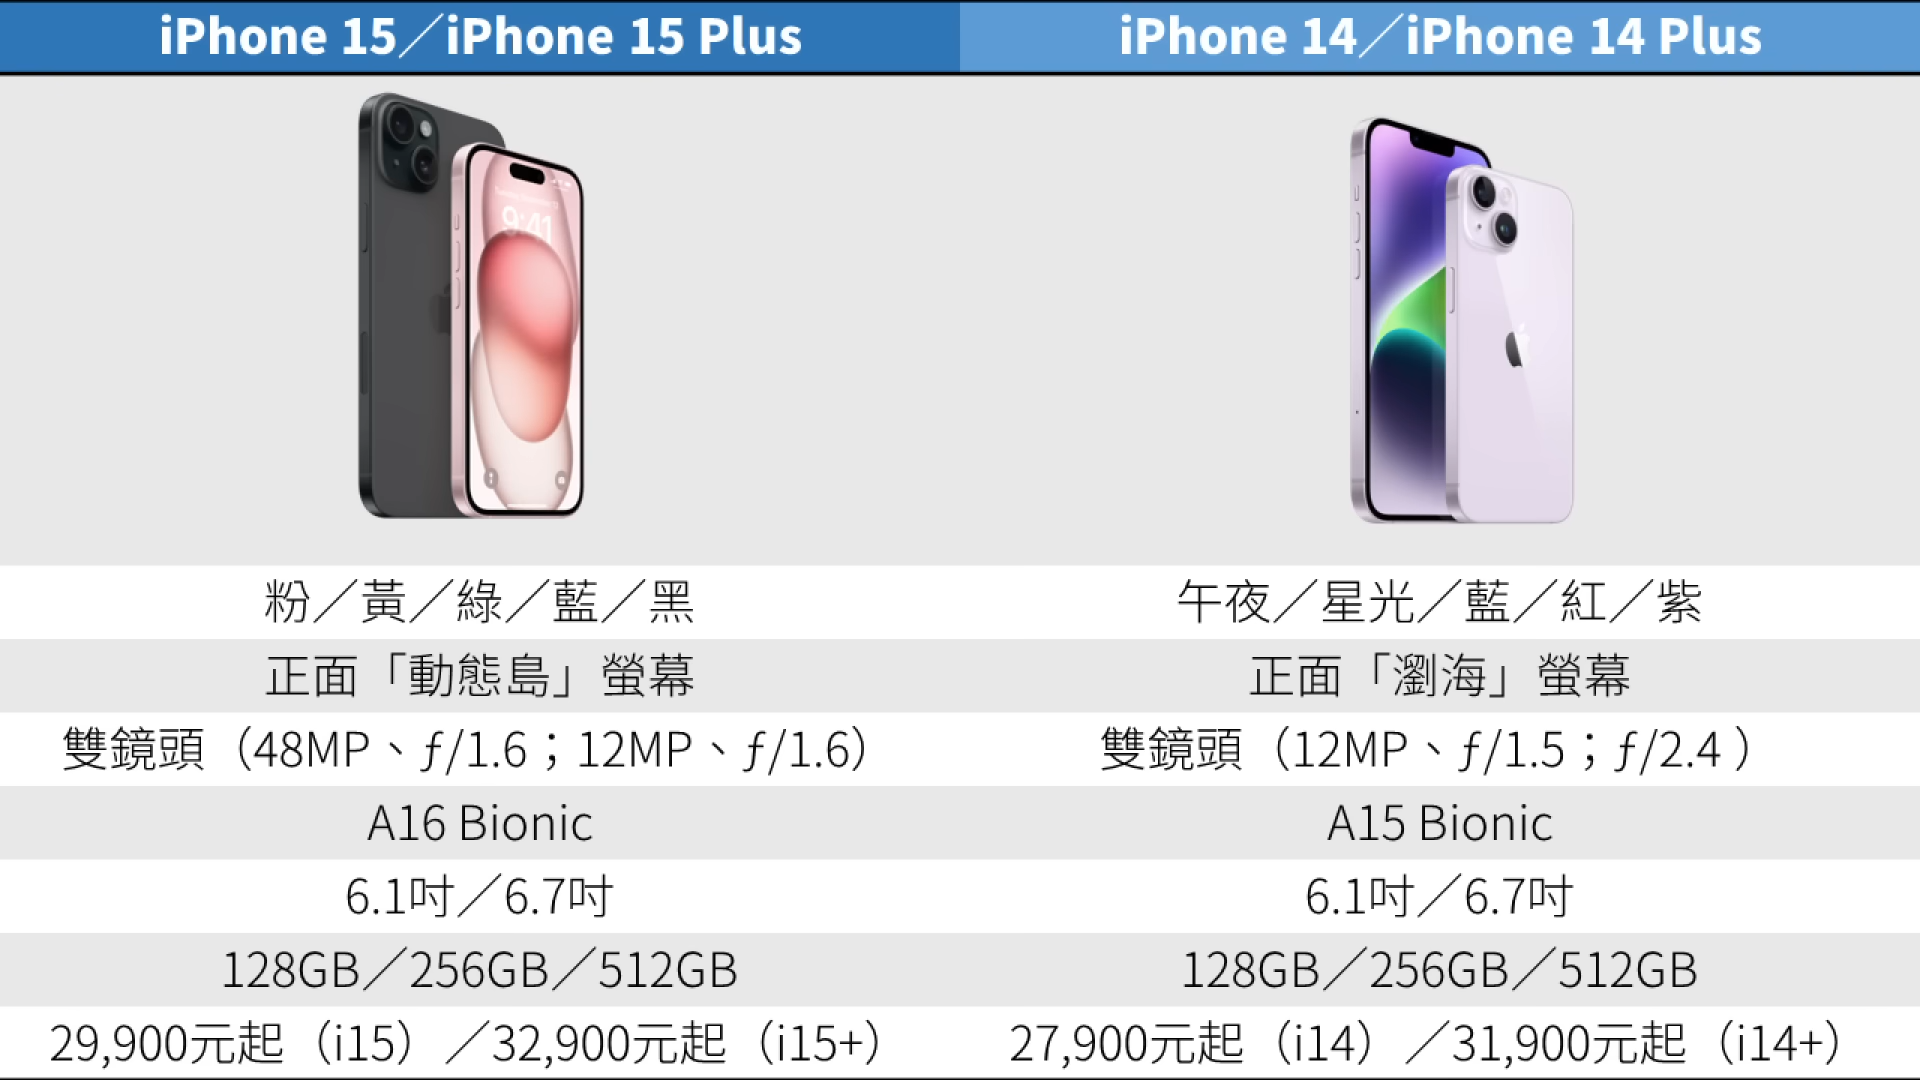 iPhone 15／iPhone 15 Plus
iPhone 14／iPhone 14 Plus
9:41
粉／黃／綠／藍／黑
午夜／星光／藍／紅／紫
正面「動態島」螢幕
正面「瀏海」螢幕
雙鏡頭（48MP、ƒ/1.6；12MP、ƒ/1.6）
雙鏡頭（12MP、ƒ/1.5；ƒ/2.4 ）
A16 Bionic
A15 Bionic
6.1吋／6.7吋
6.1吋／6.7吋
128GB／256GB／512GB
128GB／256GB／512GB
29,900元起（i15）／32,900元起（i15+）
27,900元起（i14）／31,900元起（i14+）